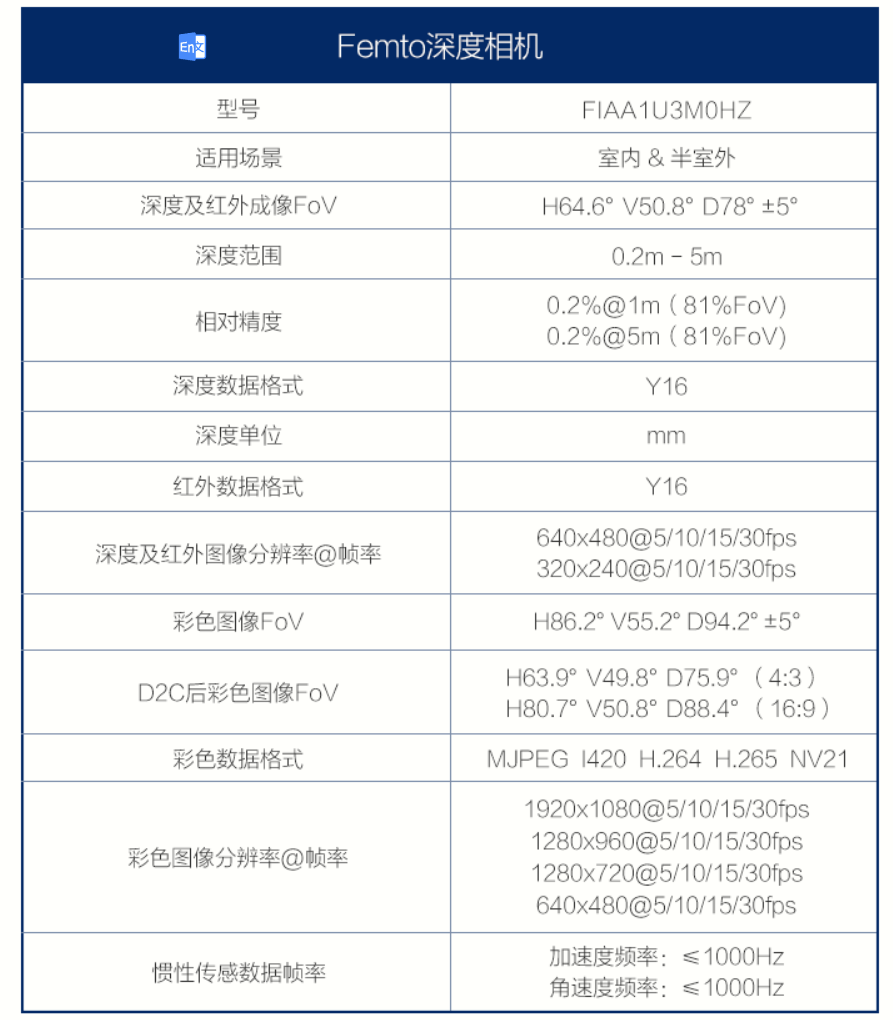 En文
Femto深度相机
型号
FIAA1U3M0HZ
适用场景
室内 & 半室外
深度及红外成像FoV
H64.6° V50.8° D78° ±5°
深度范围
0.2m - 5m
相对精度
0.2%@1m ( 81%FoV)
0.2%@5m ( 81%FoV)
深度数据格式
Y16
深度单位
mm
红外数据格式
Y16
深度及红外图像分辨率@帧率
640x480@5/10/15/30fps
320x240@5/10/15/30fps
彩色图像FoV
H86.2° V55.2° D94.2° ±5°
D2C后彩色图像FoV
H63.9° V49.8° D75.9° （4:3）
H80.7° V50.8° D88.4° （16:9）
彩色数据格式
MJPEG I420 H.264 H.265 NV21
彩色图像分辨率@帧率
1920x1080@5/10/15/30fps
1280x960@5/10/15/30fps
1280x720@5/10/15/30fps
640x480@5/10/15/30fps
惯性传感数据帧率
加速度频率：≤1000Hz
角速度频率：≤1000Hz